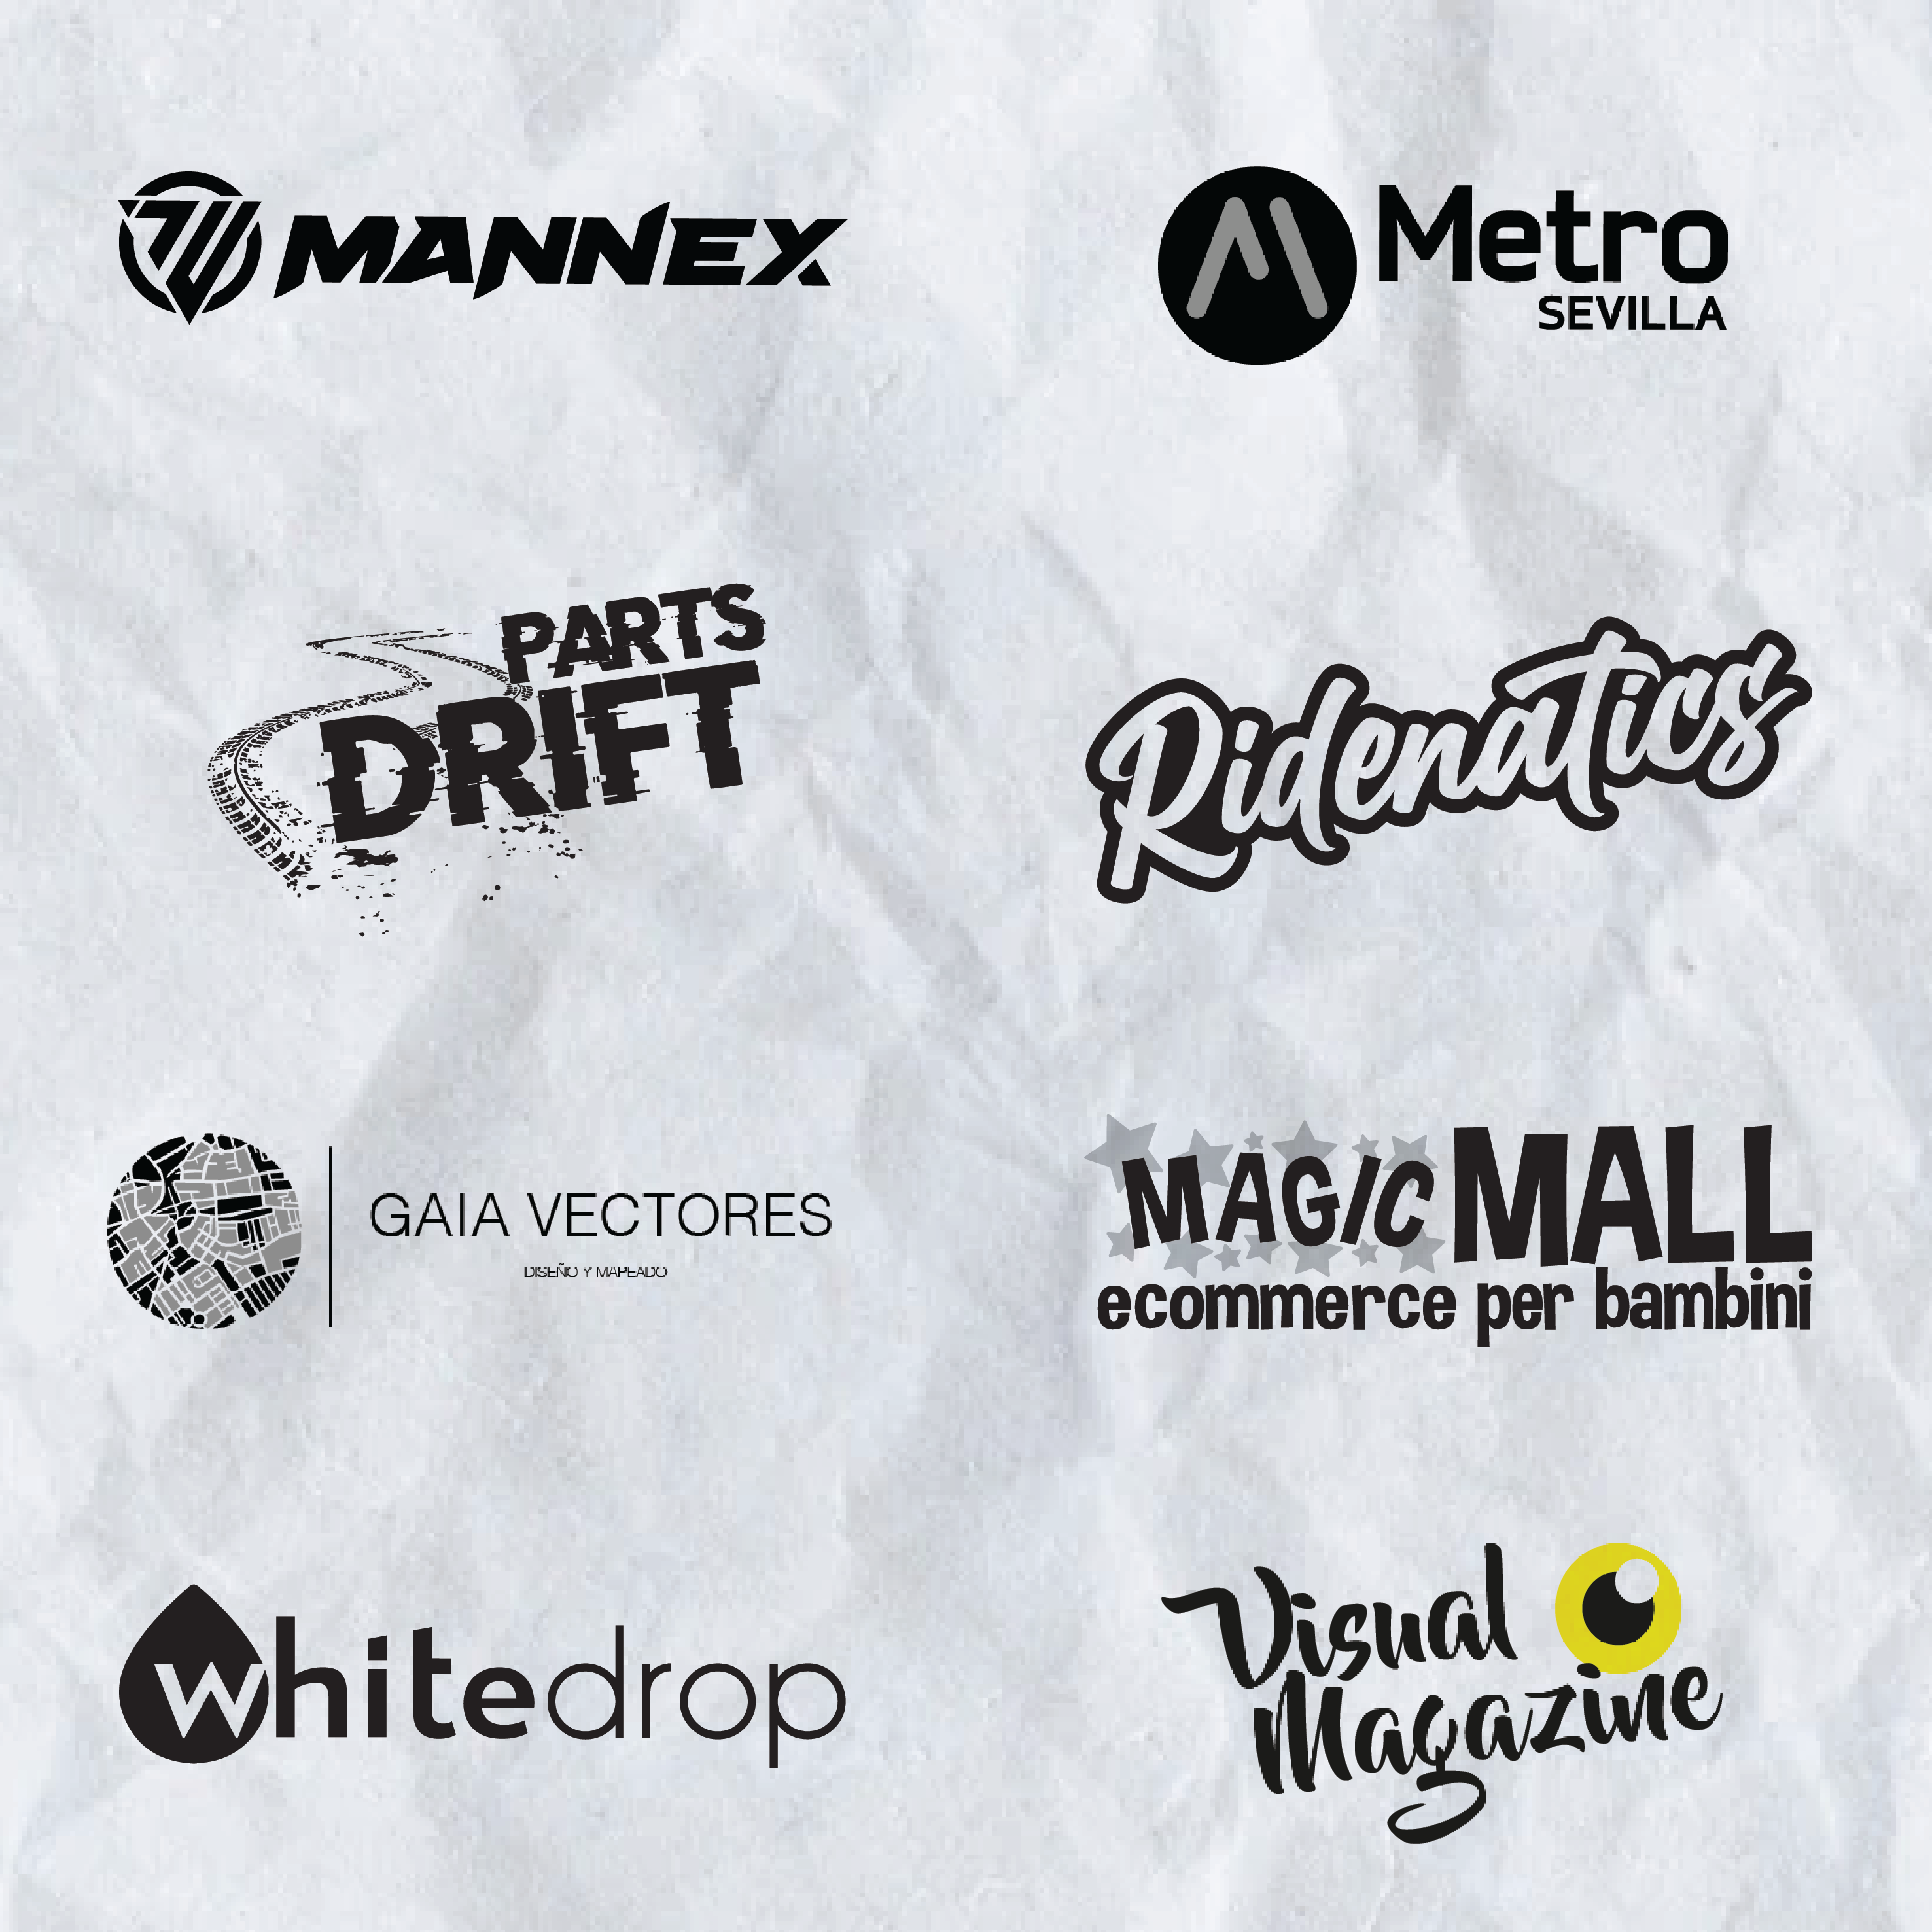 MANNEX
Metro
SEVILLA
PARTS
DRIFT
Ridenatics
GAIA VECTORES
DISEÑO Y MAPEADO
MAGIC MALL
ecommerce per bambini
whitedrop
Visual
Magazine